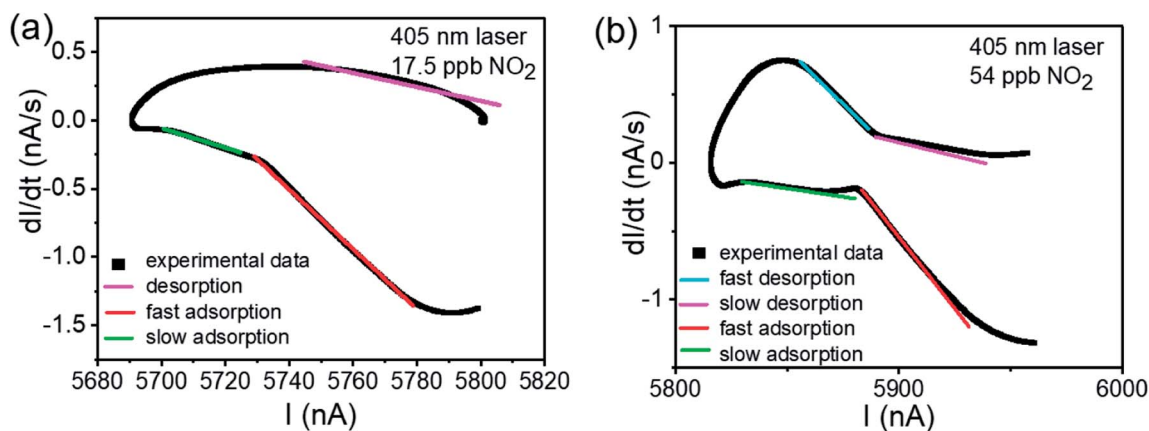 (a)
405 nm laser
17.5 ppb NO2
0.5
0.0
-0.5
-1.0
-1.5
dI/dt (nA/s)
experimental data
desorption
fast adsorption
slow adsorption
5680 5700 5720 5740 5760 5780 5800 5820
I (nA)
(b)
405 nm laser
54 ppb NO2
1
0
-1
dI/dt (nA/s)
experimental data
fast desorption
slow desorption
fast adsorption
slow adsorption
5800 5900 6000
I (nA)